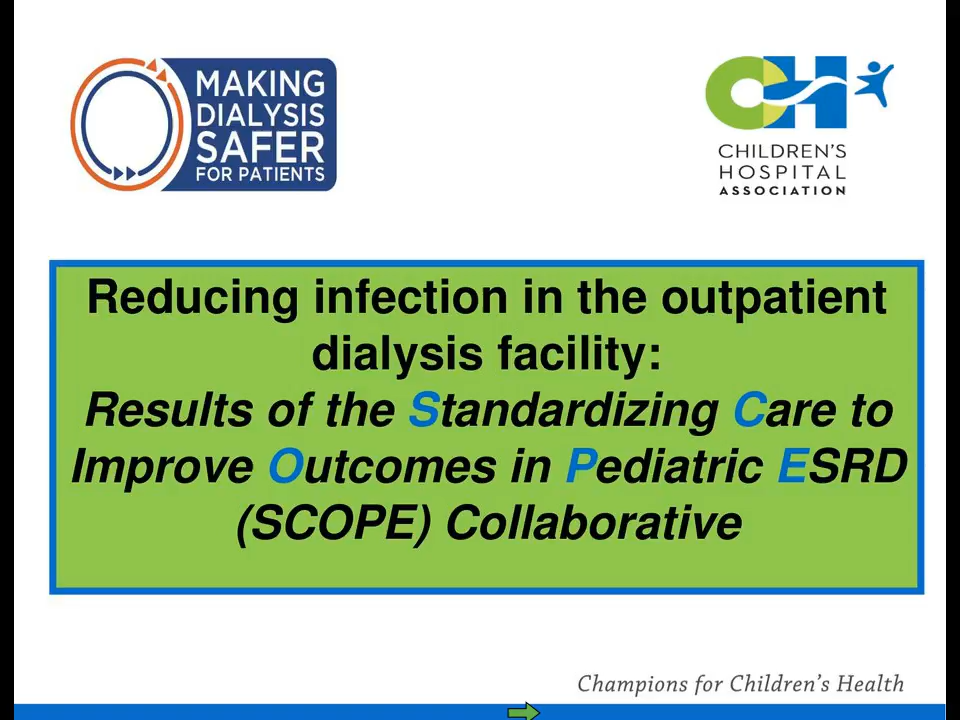 MAKING
DIALYSIS
SAFER
FOR PATIENTS
CH
CHILDREN'S
HOSPITAL
ASSOCIATION
Reducing infection in the outpatient
dialysis facility:
Results of the Standardizing Care to
Improve Outcomes in Pediatric ESRD
(SCOPE) Collaborative
Champions for Children's Health